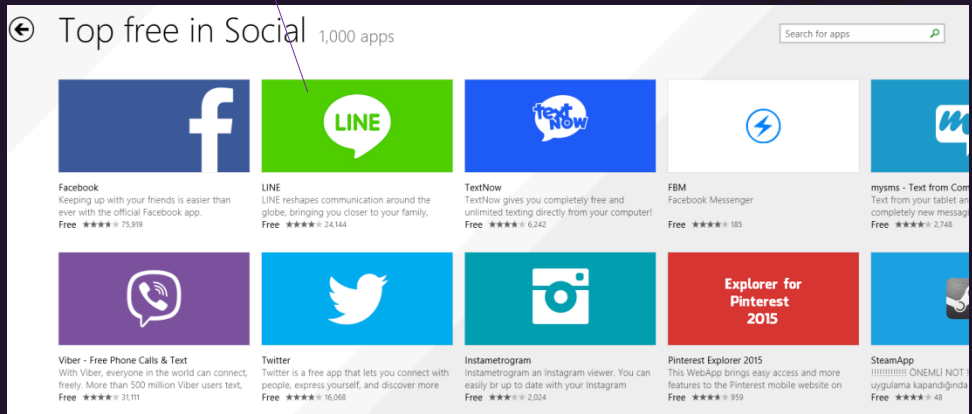 Top free in Social 1,000 apps
Search for apps
LINE
text
NOW
m
Facebook
Keeping up with your friends is easier than
ever with the official Facebook app.
Free 75,919
LINE
LINE reshapes communication around the
globe, bringing you closer to your family,
Free 24,144
TextNow
TextNow gives you completely free and
unlimited texting directly from your computer!
Free 6,242
FBM
Facebook Messenger
Free 185
mysms - Text from Com
Text from your tablet an
completely new messag
Free 2,748
Explorer for
Pinterest
2015
Viber - Free Phone Calls & Text
With Viber, everyone in the world can connect,
freely. More than 500 million Viber users text,
Free 31,111
Twitter
Twitter is a free app that lets you connect with
people, express yourself, and discover more
Free 16,068
Instametrogram
Instametrogram an Instagram viewer. You can
easily br up to date with your Instagram
Free 2,024
Pinterest Explorer 2015
This WebApp brings easy access and more
features to the Pinterest mobile website on
Free 959
SteamApp
!!!!!!!!!!!!! ÖNEMLİ NOT !
uygulama kapandığında
Free 48